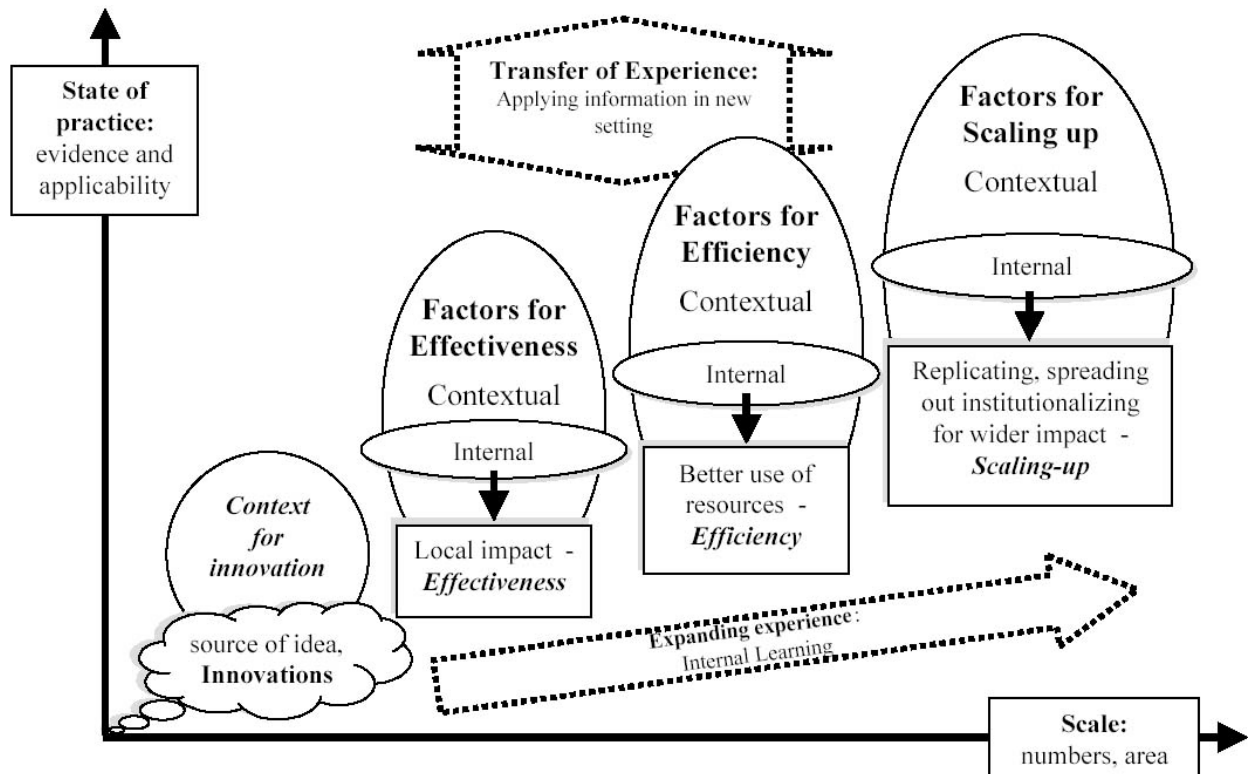 State of
practice:
evidence and
applicability
Transfer of Experience:
Applying information in new
setting
Factors for
Scaling up
Contextual
Internal
Replicating, spreading
out institutionalizing
for wider impact -
Scaling-up
Factors for
Efficiency
Contextual
Internal
Better use of
resources -
Efficiency
Factors for
Effectiveness
Contextual
Internal
Local impact -
Effectiveness
Context
for
innovation
source of idea,
Innovations
Expanding experience:
Internal Learning
Scale:
numbers, area